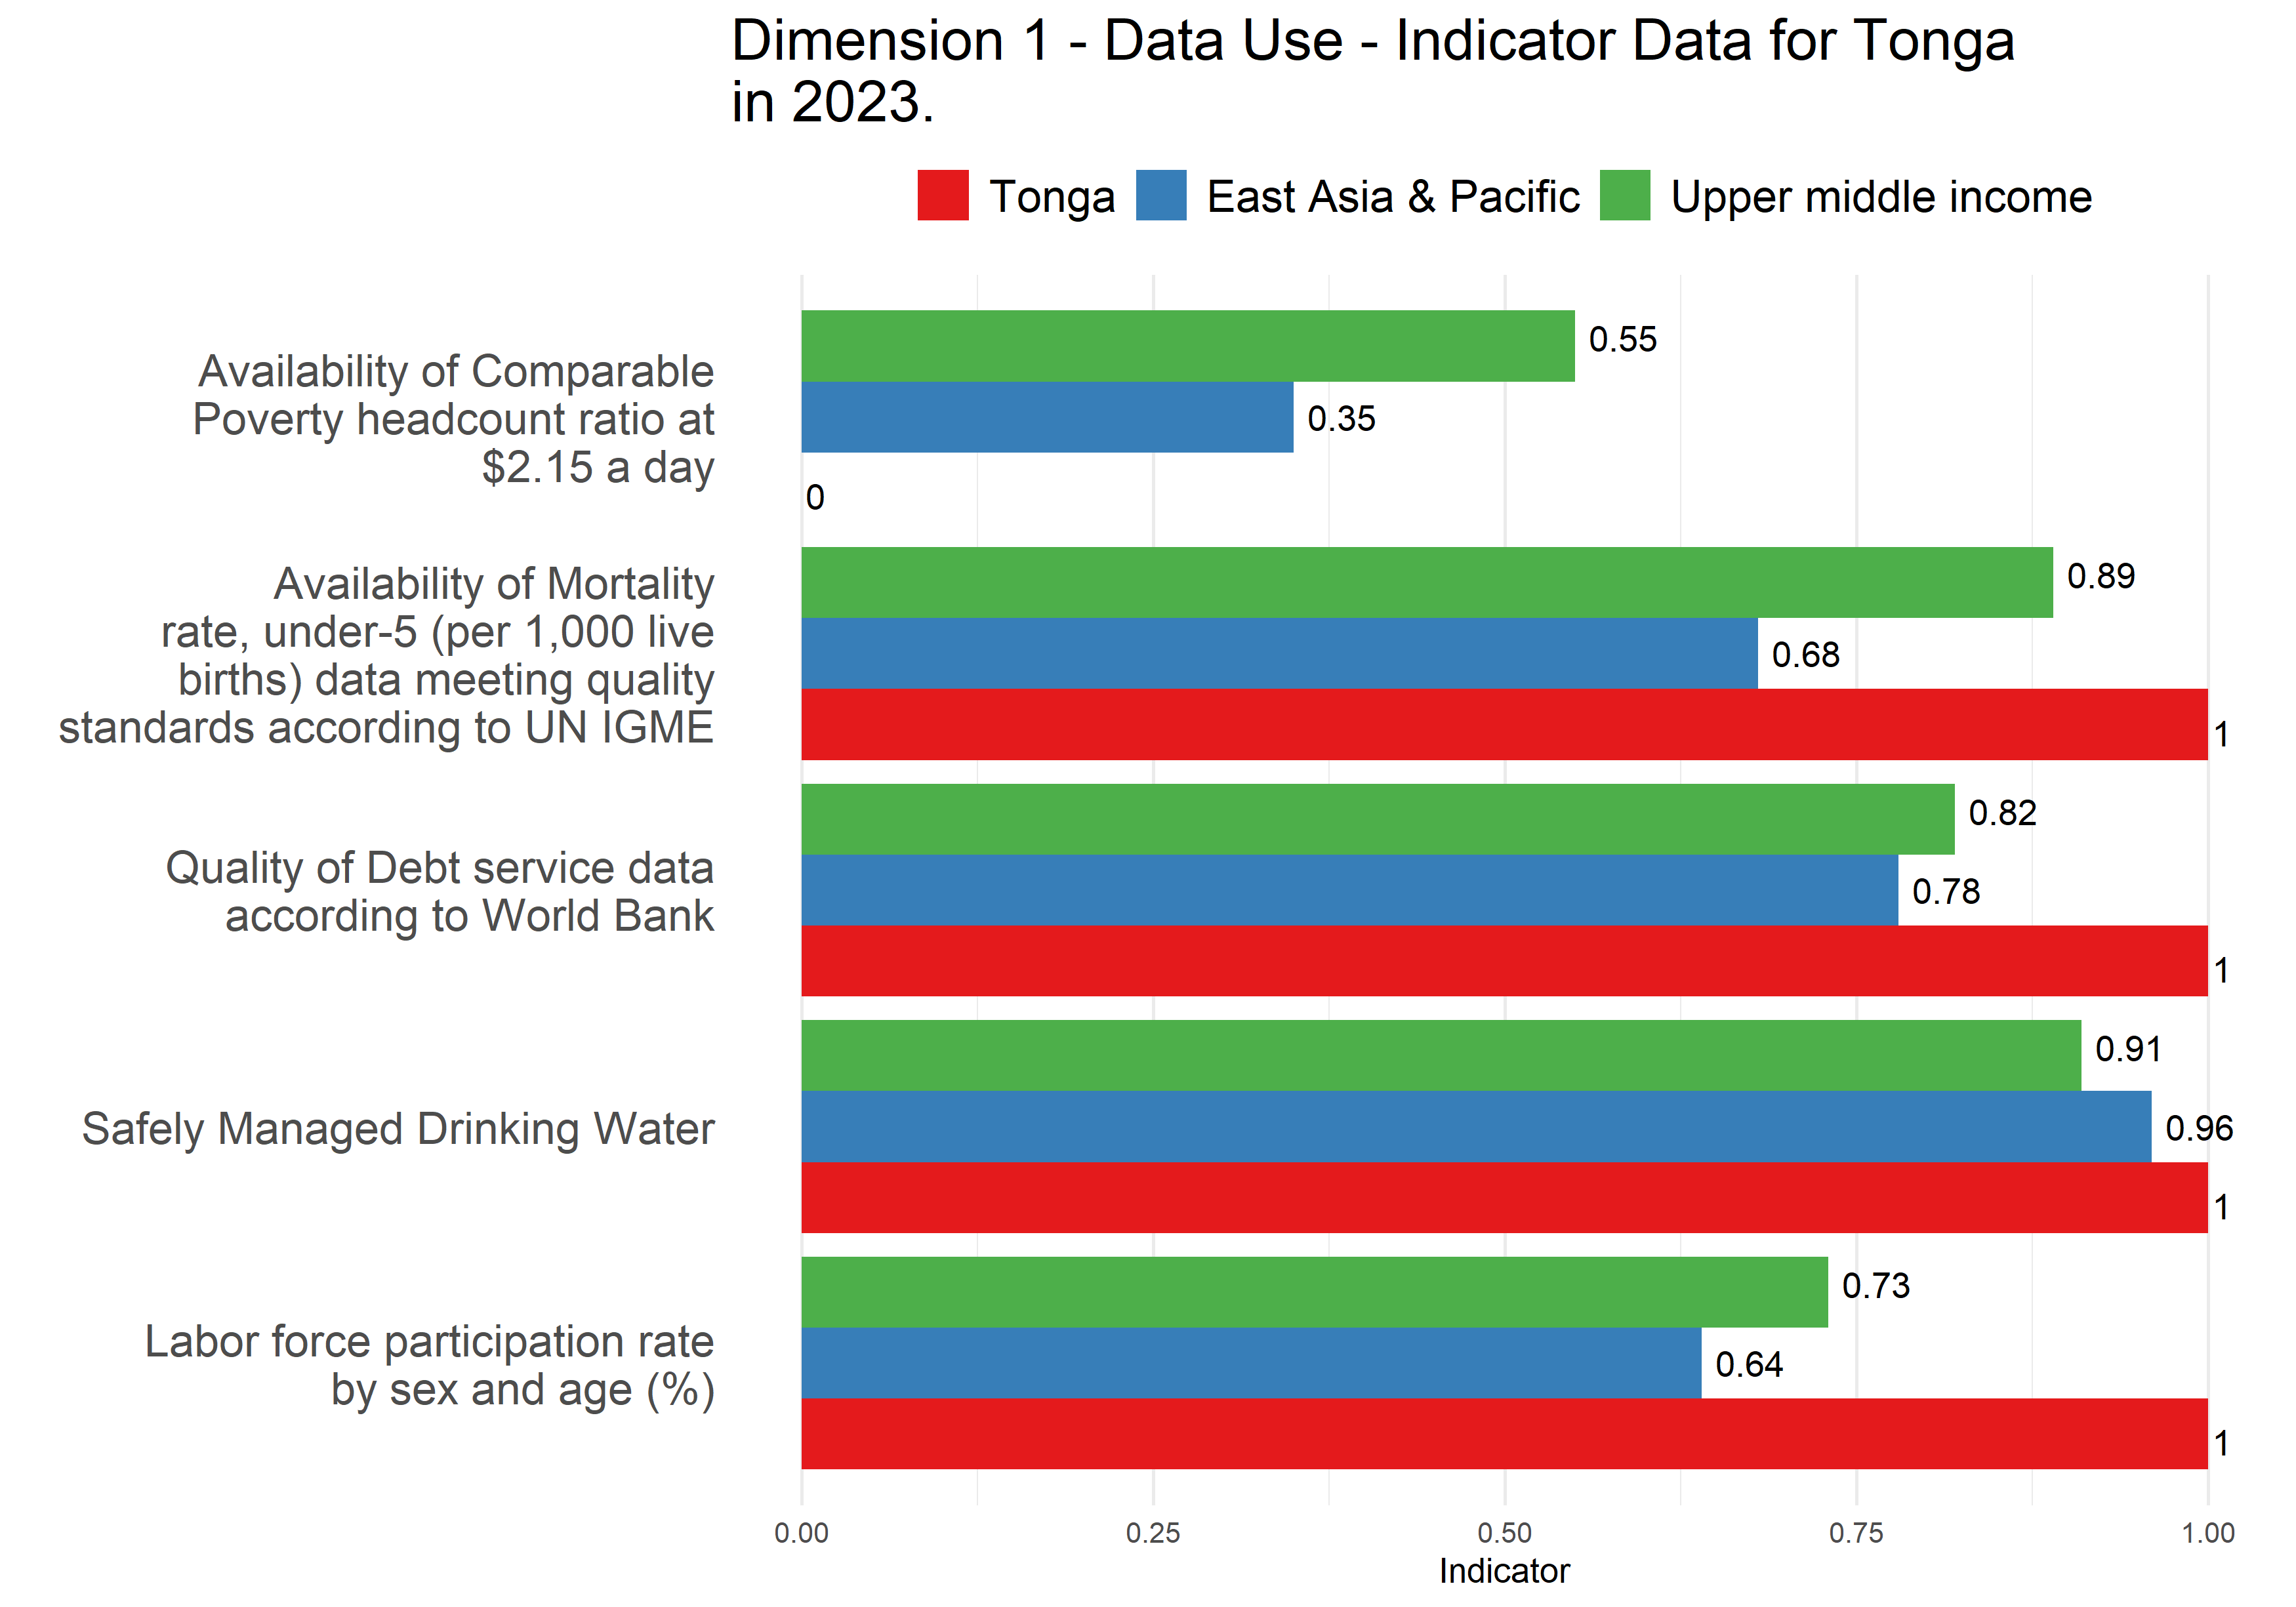 Dimension 1 - Data Use - Indicator Data for Tonga
in 2023.
Tonga
East Asia & Pacific
Upper middle income
Availability of Comparable
Poverty headcount ratio at
$2.15 a day
0.55
0.35
0
Availability of Mortality
rate, under-5 (per 1,000 live
births) data meeting quality
standards according to UN IGME
0.89
0.68
1
Quality of Debt service data
according to World Bank
0.82
0.78
1
Safely Managed Drinking Water
0.91
0.96
1
Labor force participation rate
by sex and age (%)
0.73
0.64
1
0.00
0.25
0.50
0.75
1.00
Indicator